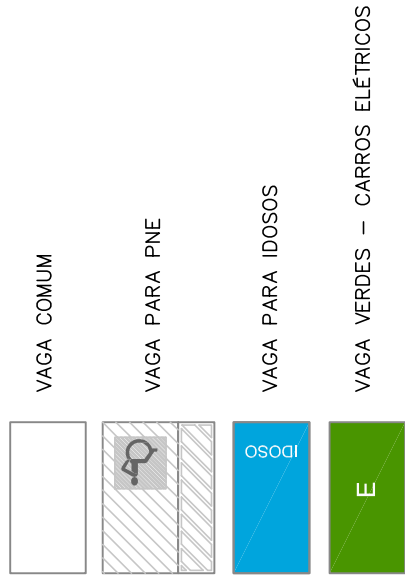 VAGA COMUM
VAGA PARA PNE
VAGA PARA IDOSOS
IDOSO
VAGA VERDES – CARROS ELÉTRICOS
E